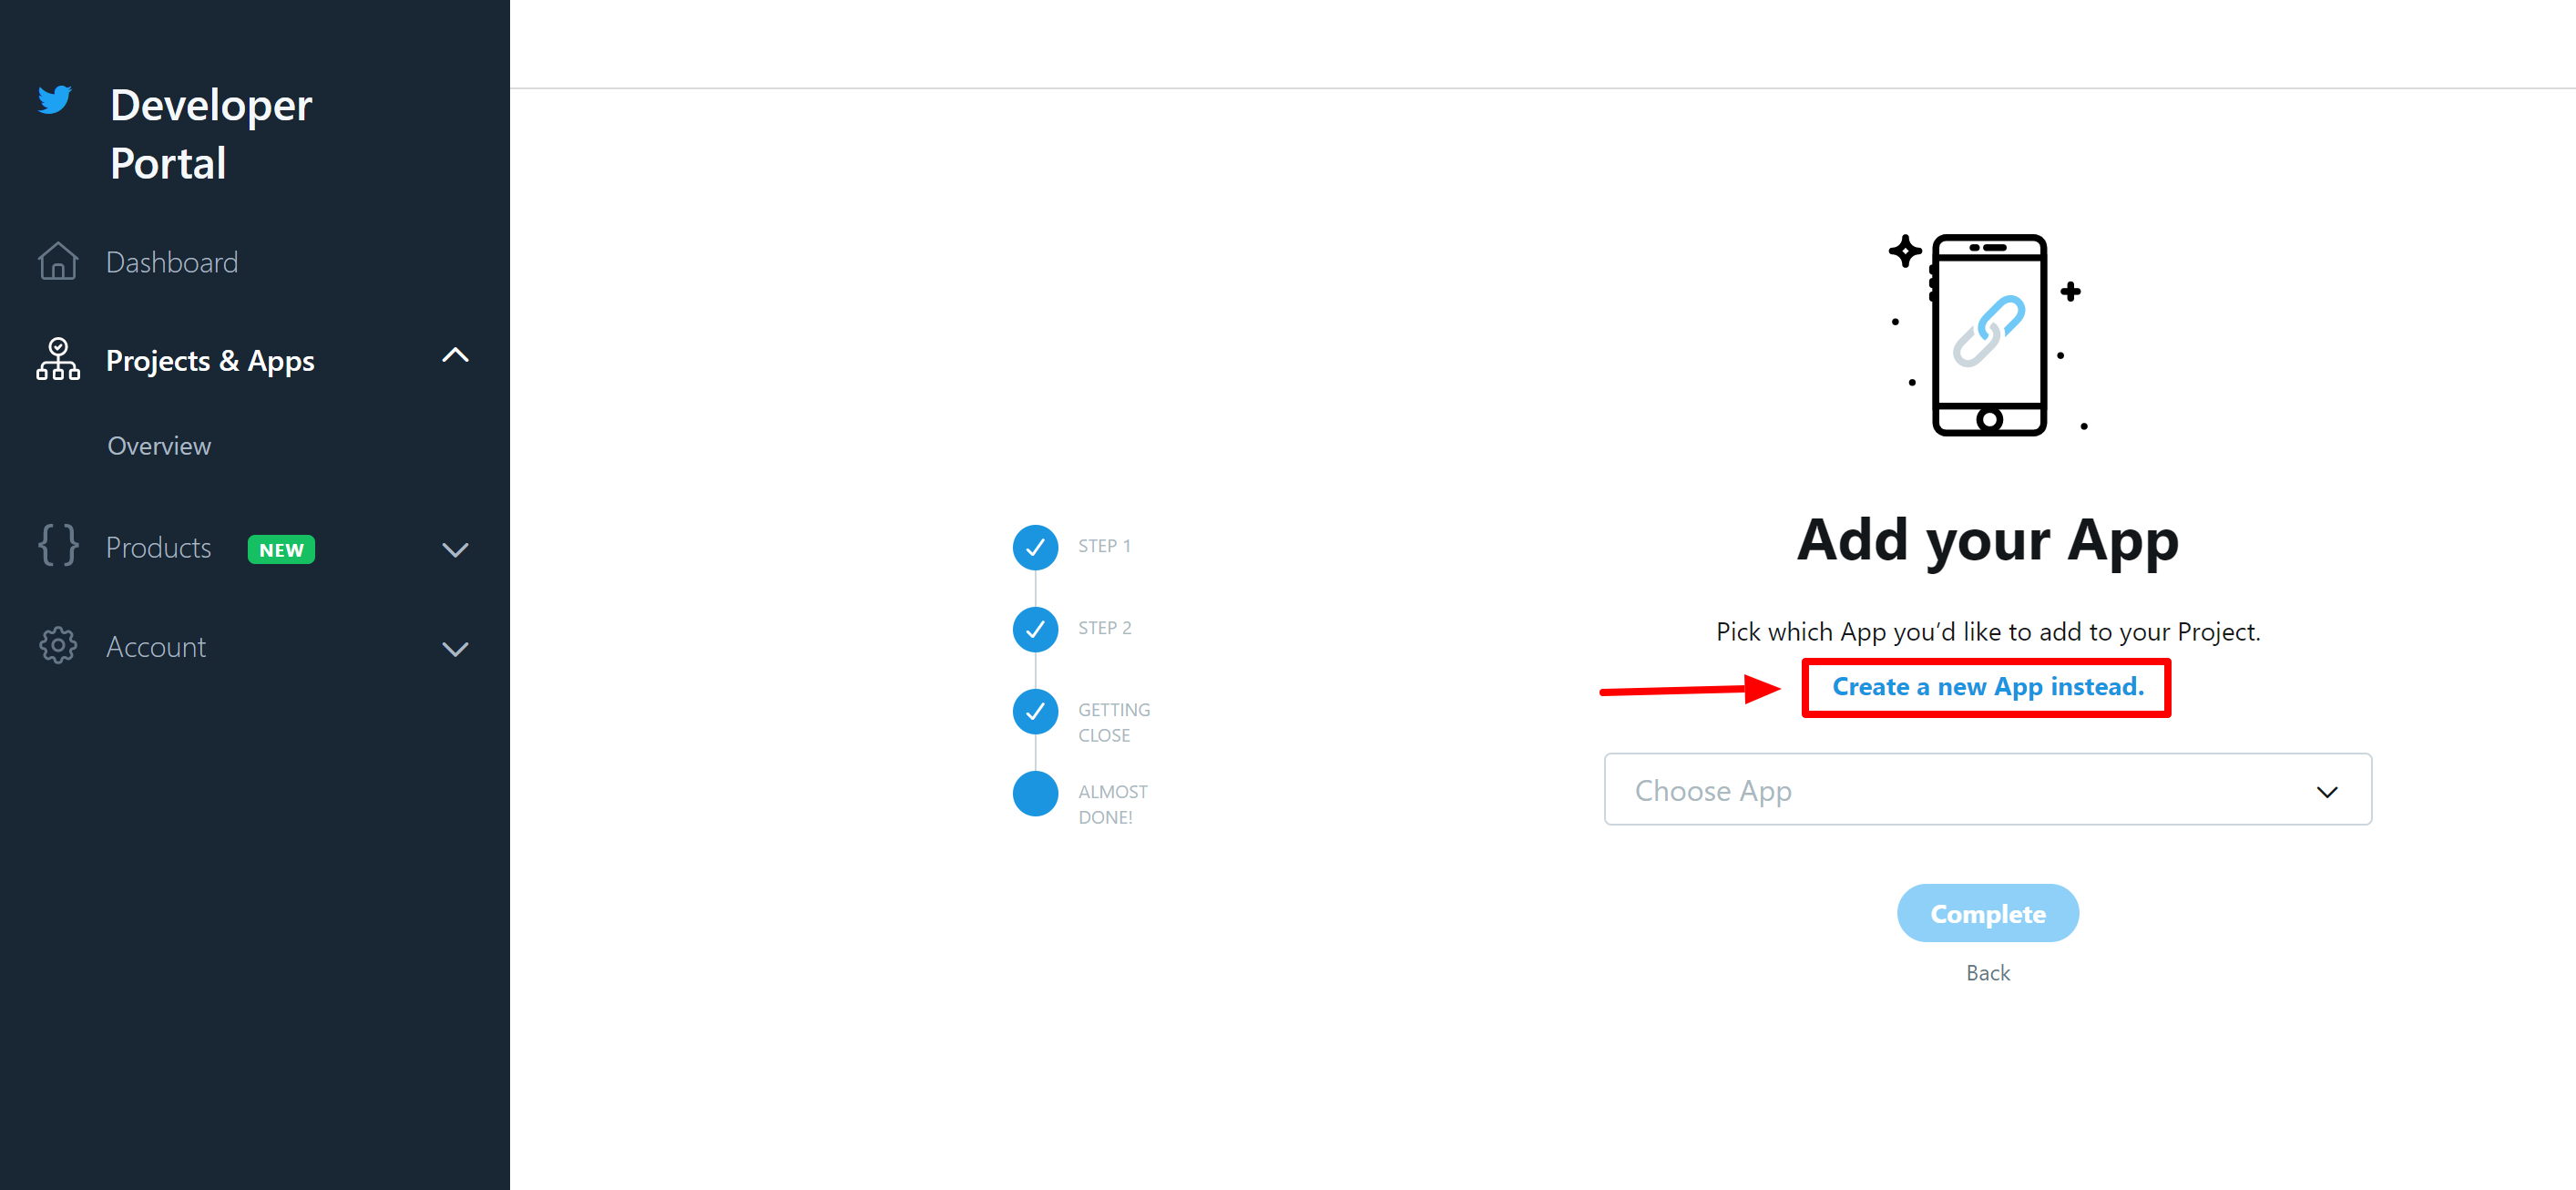 Developer
Portal
Dashboard
Projects & Apps
Overview
Products NEW
Account
STEP 1
STEP 2
GETTING
CLOSE
ALMOST
DONE!
Add your App
Pick which App you’d like to add to your Project.
Create a new App instead.
Choose App
Complete
Back